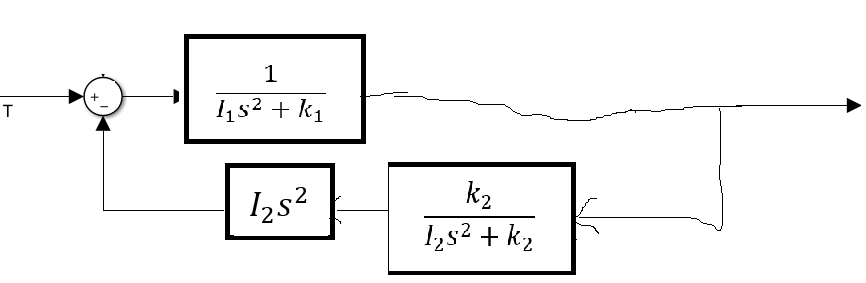 1
I₁s² + k₁
+
−
T
I₂s²
k₂
I₂s² + k₂